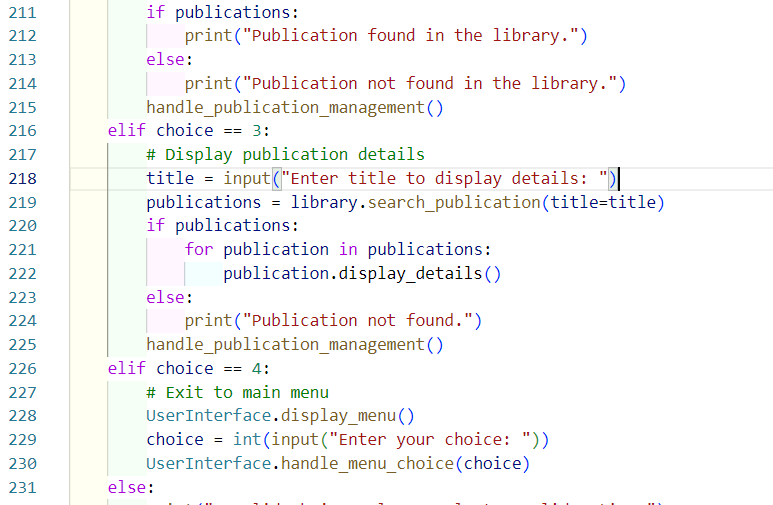 211 if publications:
212 print("Publication found in the library.")
213 else:
214 print("Publication not found in the library.")
215 handle_publication_management()
216 elif choice == 3:
217 # Display publication details
218 title = input("Enter title to display details: ")
219 publications = library.search_publication(title=title)
220 if publications:
221 for publication in publications:
222 publication.display_details()
223 else:
224 print("Publication not found.")
225 handle_publication_management()
226 elif choice == 4:
227 # Exit to main menu
228 UserInterface.display_menu()
229 choice = int(input("Enter your choice: "))
230 UserInterface.handle_menu_choice(choice)
231 else: